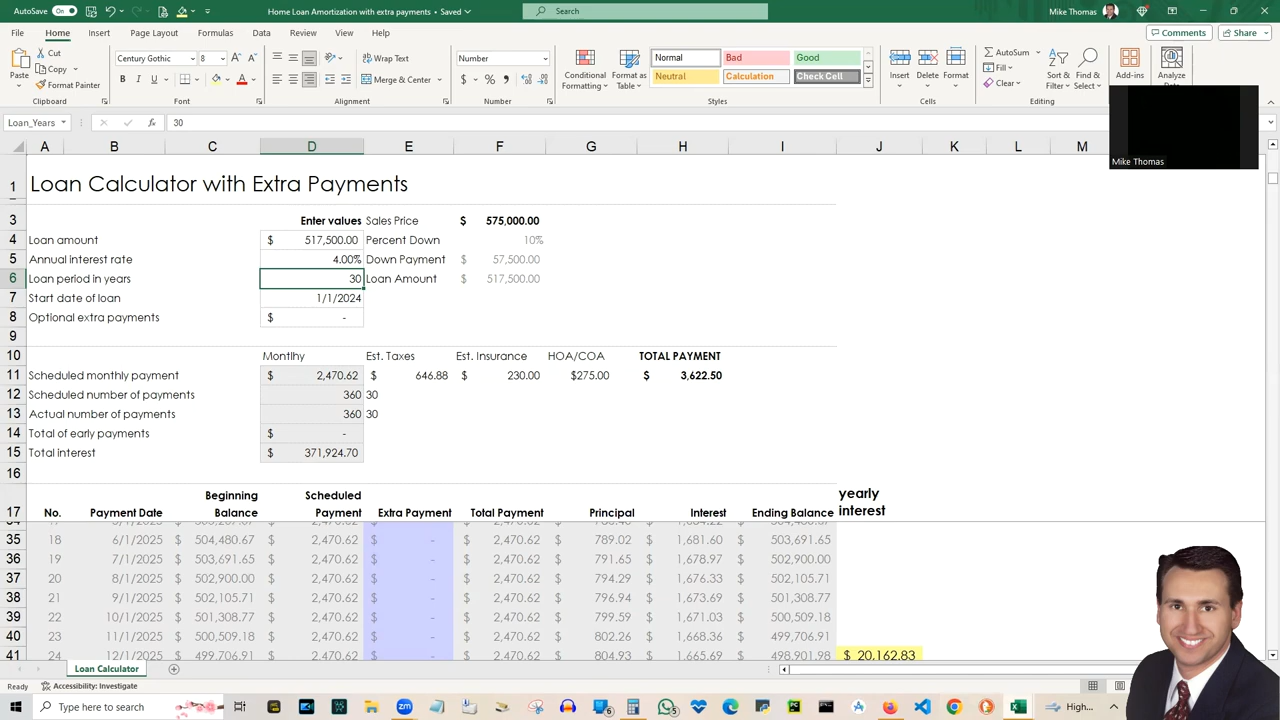 AutoSave On Home Loan Amortization with extra payments • Saved Search Mike Thomas
File Home Insert Page Layout Formulas Data Review View Help Comments Share
Paste Cut Copy Format Painter Clipboard
Century Gothic 8 B I U A Font
Wrap Text Merge & Center Alignment
Number $ % Number
Conditional Formatting Format as Table
Normal Bad Good
Neutral Calculation Check Cell
Styles
Insert Delete Format Cells
AutoSum Fill Clear Sort & Filter Find & Select Editing
Add-ins Analyze
Mike Thomas
Loan_Years fx 30
A B C D E F G H I J K L M
1 Loan Calculator with Extra Payments
3 Enter values Sales Price $ 575,000.00
4 Loan amount $ 517,500.00 Percent Down 10%
5 Annual interest rate 4.00% Down Payment $ 57,500.00
6 Loan period in years 30 Loan Amount $ 517,500.00
7 Start date of loan 1/1/2024
8 Optional extra payments $ -
9
10 Montlhy Est. Taxes Est. Insurance HOA/COA TOTAL PAYMENT
11 Scheduled monthly payment $ 2,470.62 $ 646.88 $ 230.00 $275.00 $ 3,622.50
12 Scheduled number of payments 360 30
13 Actual number of payments 360 30
14 Total of early payments $ -
15 Total interest $ 371,924.70
16
Beginning Scheduled yearly
17 No. Payment Date Balance Payment Extra Payment Total Payment Principal Interest Ending Balance interest
35 18 6/1/2025 $ 504,480.67 $ 2,470.62 $ - $ 2,470.62 $ 789.02 $ 1,681.60 $ 503,691.65
36 19 7/1/2025 $ 503,691.65 $ 2,470.62 $ - $ 2,470.62 $ 791.65 $ 1,678.97 $ 502,900.00
37 20 8/1/2025 $ 502,900.00 $ 2,470.62 $ - $ 2,470.62 $ 794.29 $ 1,676.33 $ 502,105.71
38 21 9/1/2025 $ 502,105.71 $ 2,470.62 $ - $ 2,470.62 $ 796.94 $ 1,673.69 $ 501,308.77
39 22 10/1/2025 $ 501,308.77 $ 2,470.62 $ - $ 2,470.62 $ 799.59 $ 1,671.03 $ 500,509.18
40 23 11/1/2025 $ 500,509.18 $ 2,470.62 $ - $ 2,470.62 $ 802.26 $ 1,668.36 $ 499,706.91
41 24 12/1/2025 $ 499,706.91 $ 2,470.62 $ - $ 2,470.62 $ 804.93 $ 1,665.69 $ 498,901.98 $ 20,162.83
Loan Calculator
Ready Accessibility: Investigate
Type here to search High...